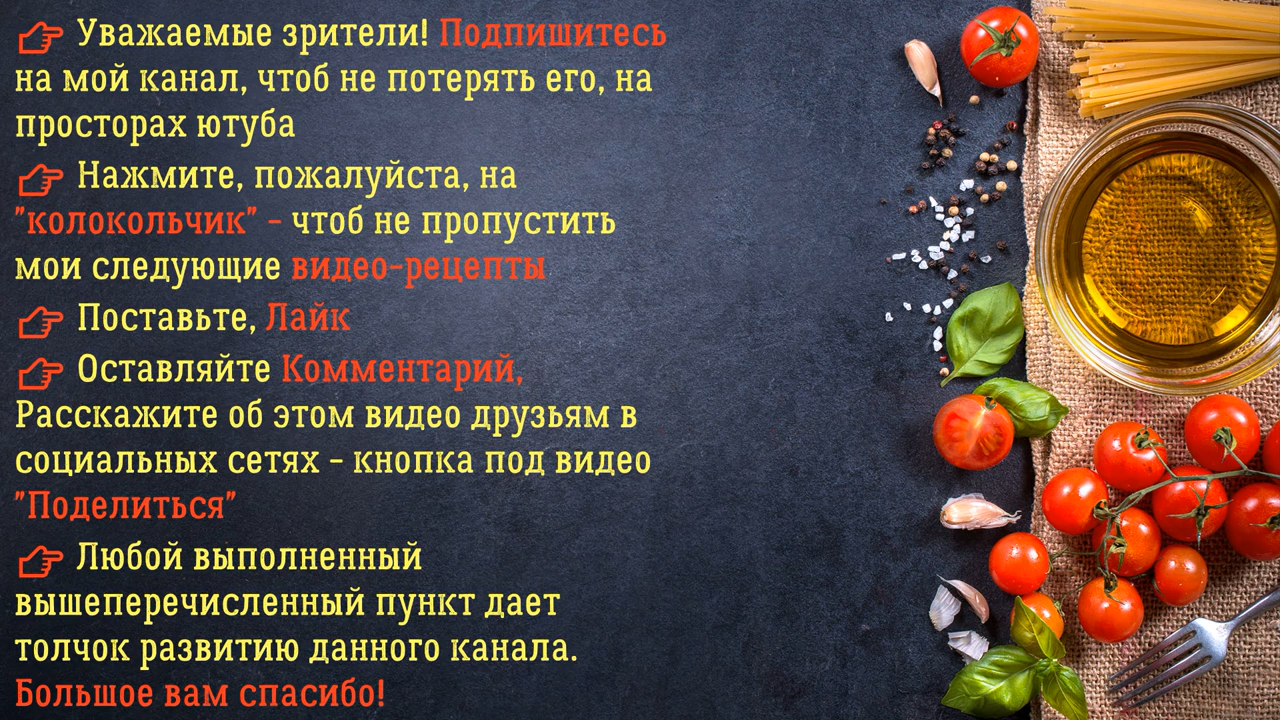 👉 Уважаемые зрители! Подпишитесь
на мой канал, чтоб не потерять его, на
просторах ютуба
👉 Нажмите, пожалуйста, на
"колокольчик" - чтоб не пропустить
мои следующие видео-рецепты
👉 Поставьте, Лайк
👉 Оставляйте Комментарий,
Расскажите об этом видео друзьям в
социальных сетях - кнопка под видео
"Поделиться"
👉 Любой выполненный
вышеперечисленный пункт дает
толчок развитию данного канала.
Большое вам спасибо!